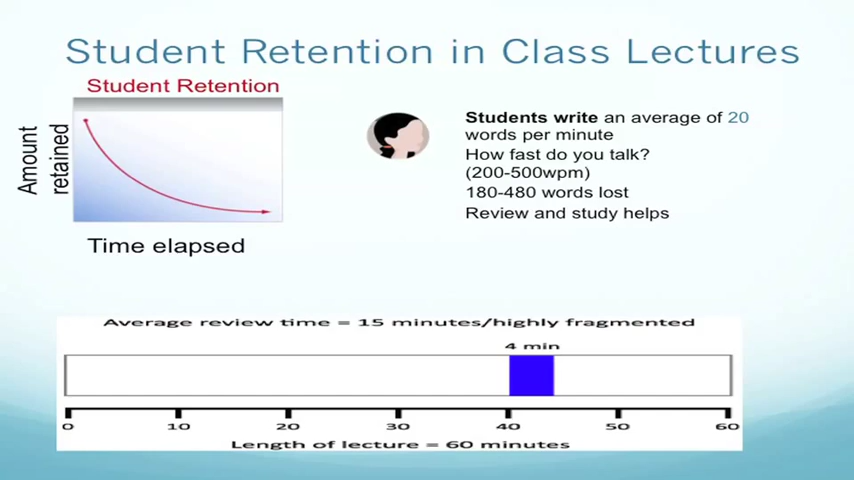 Student Retention in Class Lectures
Student Retention
Amount
retained
Time elapsed
Students write an average of 20
words per minute
How fast do you talk?
(200-500wpm)
180-480 words lost
Review and study helps
Average review time = 15 minutes/highly fragmented
4 min
0 10 20 30 40 50 60
Length of lecture = 60 minutes